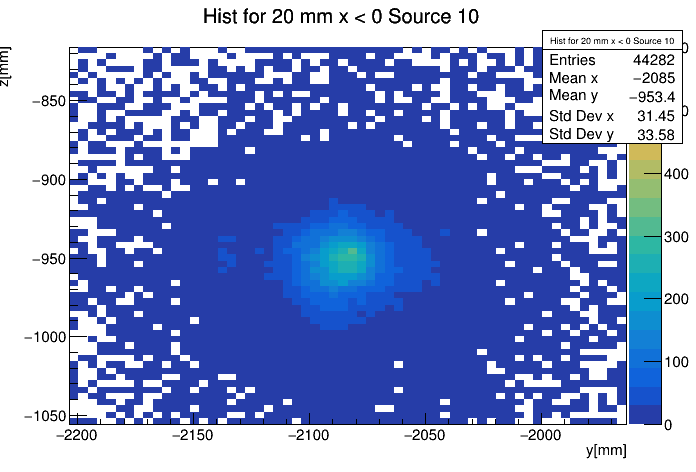 Hist for 20 mm x < 0 Source 10
z[mm]
Hist for 20 mm x < 0 Source 10
Entries 44282
Mean x −2085
Mean y −953.4
Std Dev x 31.45
Std Dev y 33.58
−850
−900
−950
−1000
−1050
−2200 −2150 −2100 −2050 −2000
y[mm]
400
300
200
100
0